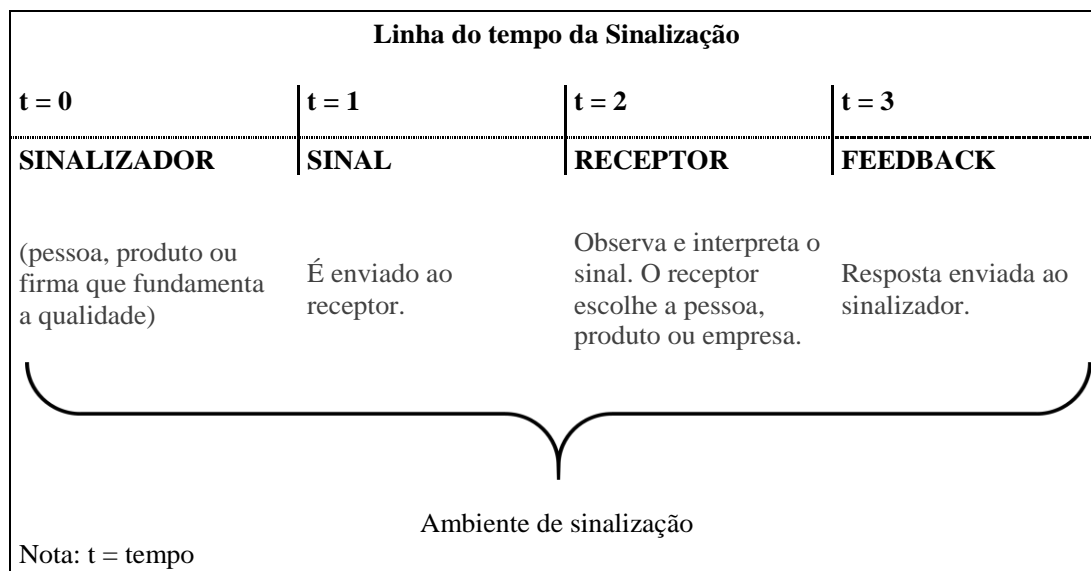 Linha do tempo da Sinalização
t = 0
t = 1
t = 2
t = 3
SINALIZADOR
SINAL
RECEPTOR
FEEDBACK
(pessoa, produto ou
firma que fundamenta
a qualidade)
É enviado ao
receptor.
Observa e interpreta o
sinal. O receptor
escolhe a pessoa,
produto ou empresa.
Resposta enviada ao
sinalizador.
Ambiente de sinalização
Nota: t = tempo